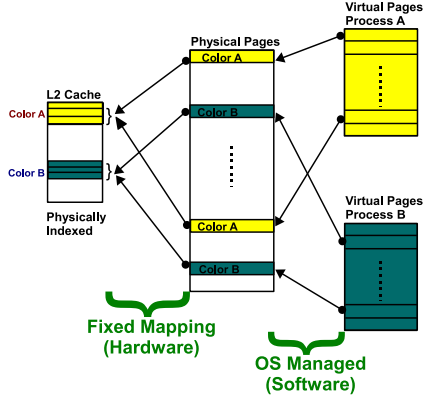 Virtual Pages
Process A
Physical Pages
Color A
L2 Cache
Color A
Color B
Color B
Physically
Indexed
Virtual Pages
Process B
Color A
Color B
Fixed Mapping
(Hardware)
OS Managed
(Software)